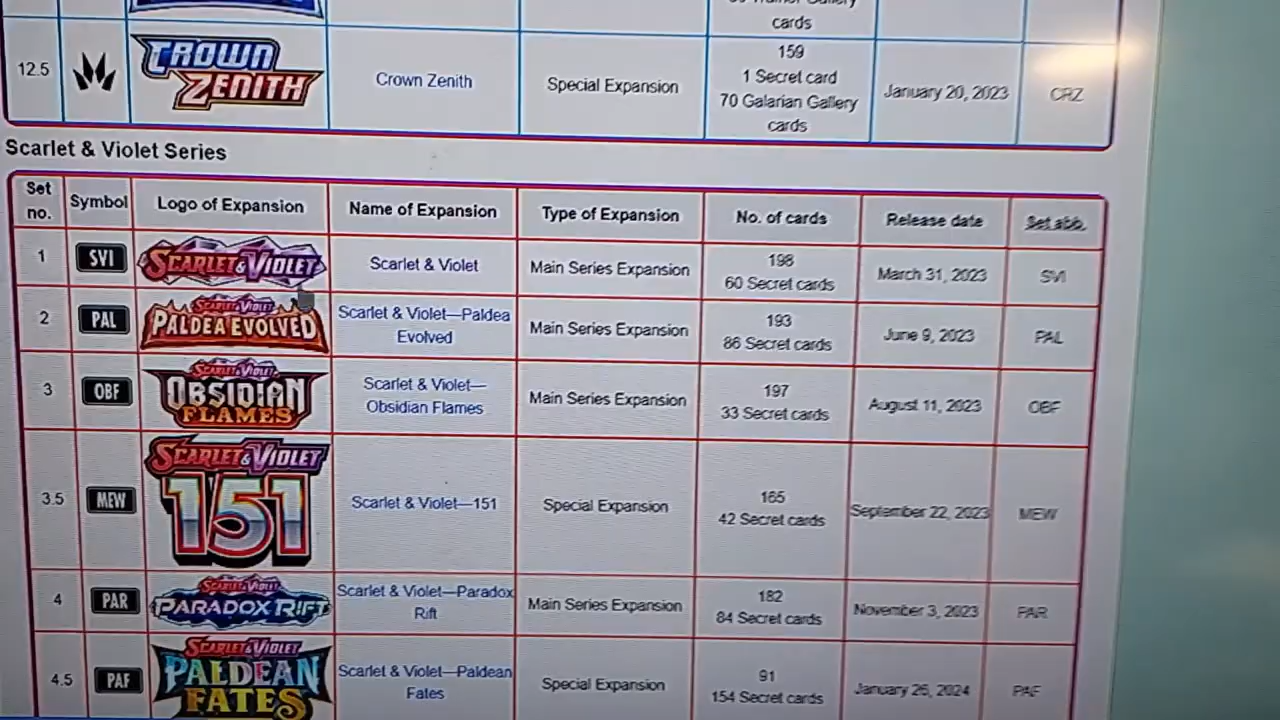 cards
12.5
CROWN
ZENITH
Crown Zenith
Special Expansion
159
1 Secret card
70 Galarian Gallery
cards
January 20, 2023
CRZ
Scarlet & Violet Series
Set
no.
Symbol
Logo of Expansion
Name of Expansion
Type of Expansion
No. of cards
Release date
Set abb.
1
SVI
SCARLET & VIOLET
Scarlet & Violet
Main Series Expansion
198
60 Secret cards
March 31, 2023
SVI
2
PAL
SCARLET & VIOLET
PALDEA EVOLVED
Scarlet & Violet—Paldea
Evolved
Main Series Expansion
193
86 Secret cards
June 9, 2023
PAL
3
OBF
SCARLET & VIOLET
OBSIDIAN
FLAMES
Scarlet & Violet—
Obsidian Flames
Main Series Expansion
197
33 Secret cards
August 11, 2023
OBF
3.5
MEW
SCARLET & VIOLET
151
Scarlet & Violet—151
Special Expansion
165
42 Secret cards
September 22, 2023
MEW
4
PAR
SCARLET & VIOLET
PARADOX RIFT
Scarlet & Violet—Paradox
Rift
Main Series Expansion
182
84 Secret cards
November 3, 2023
PAR
4.5
PAF
SCARLET & VIOLET
PALDEAN
FATES
Scarlet & Violet—Paldean
Fates
Special Expansion
91
154 Secret cards
January 26, 2024
PAF